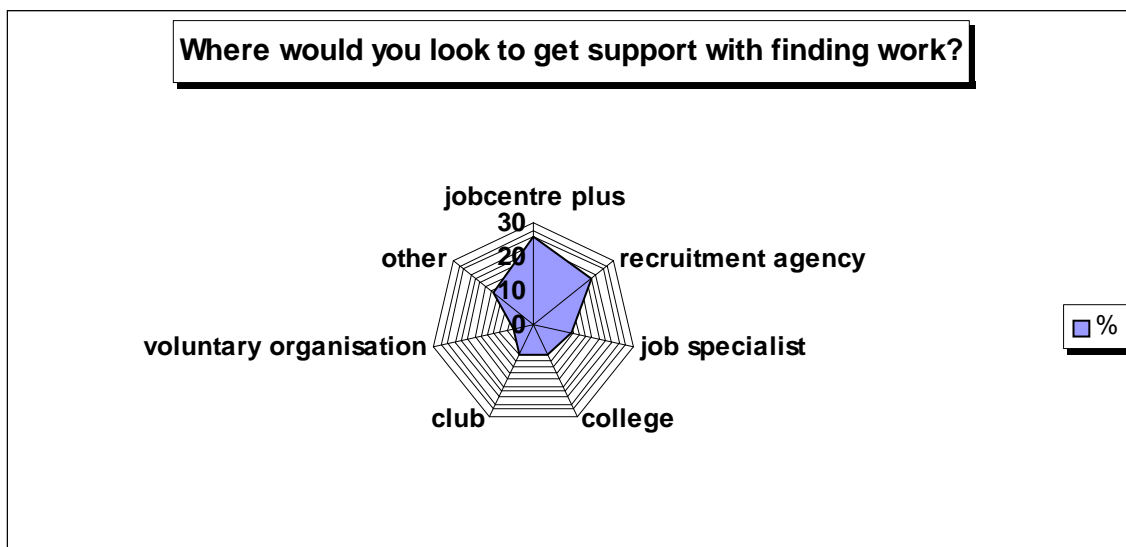 Where would you look to get support with finding work?
jobcentre plus
30
other
20
recruitment agency
10
0
voluntary organisation
job specialist
%
club
college